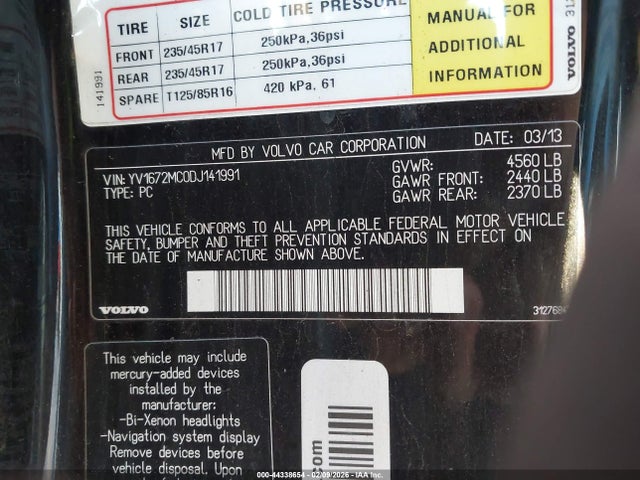 TIRE SIZE COLD TIRE PRESSURE
FRONT 235/45R17 250kPa,36psi
REAR 235/45R17 250kPa,36psi
SPARE T125/85R16 420 kPa, 61
MANUAL FOR
ADDITIONAL
INFORMATION
VOLVO
141991
MFD BY VOLVO CAR CORPORATION DATE: 03/13
VIN: YV1672MC0DJ141991 GVWR: 4560 LB
TYPE: PC GAWR FRONT: 2440 LB
GAWR REAR: 2370 LB
THIS VEHICLE CONFORMS TO ALL APPLICABLE FEDERAL MOTOR VEHICLE
SAFETY, BUMPER AND THEFT PREVENTION STANDARDS IN EFFECT ON
THE DATE OF MANUFACTURE SHOWN ABOVE.
VOLVO
This vehicle may include
mercury-added devices
installed by the
manufacturer:
-Bi-Xenon headlights
-Navigation system display
Remove devices before
vehicle disposal. Upon
.com
000-44338654 - 02/09/2026 - COPART